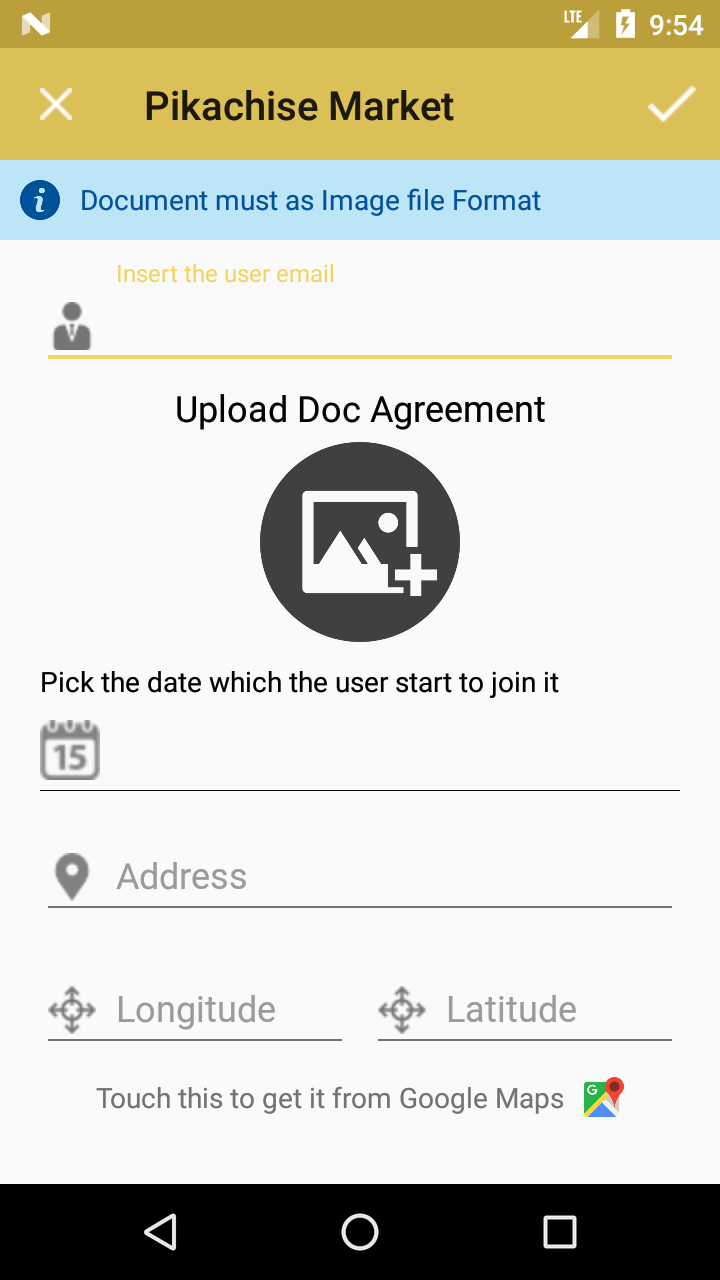 LTE 9:54
Pikachise Market
Document must as Image file Format
Insert the user email
Upload Doc Agreement
Pick the date which the user start to join it
15
Address
Longitude Latitude
Touch this to get it from Google Maps
G